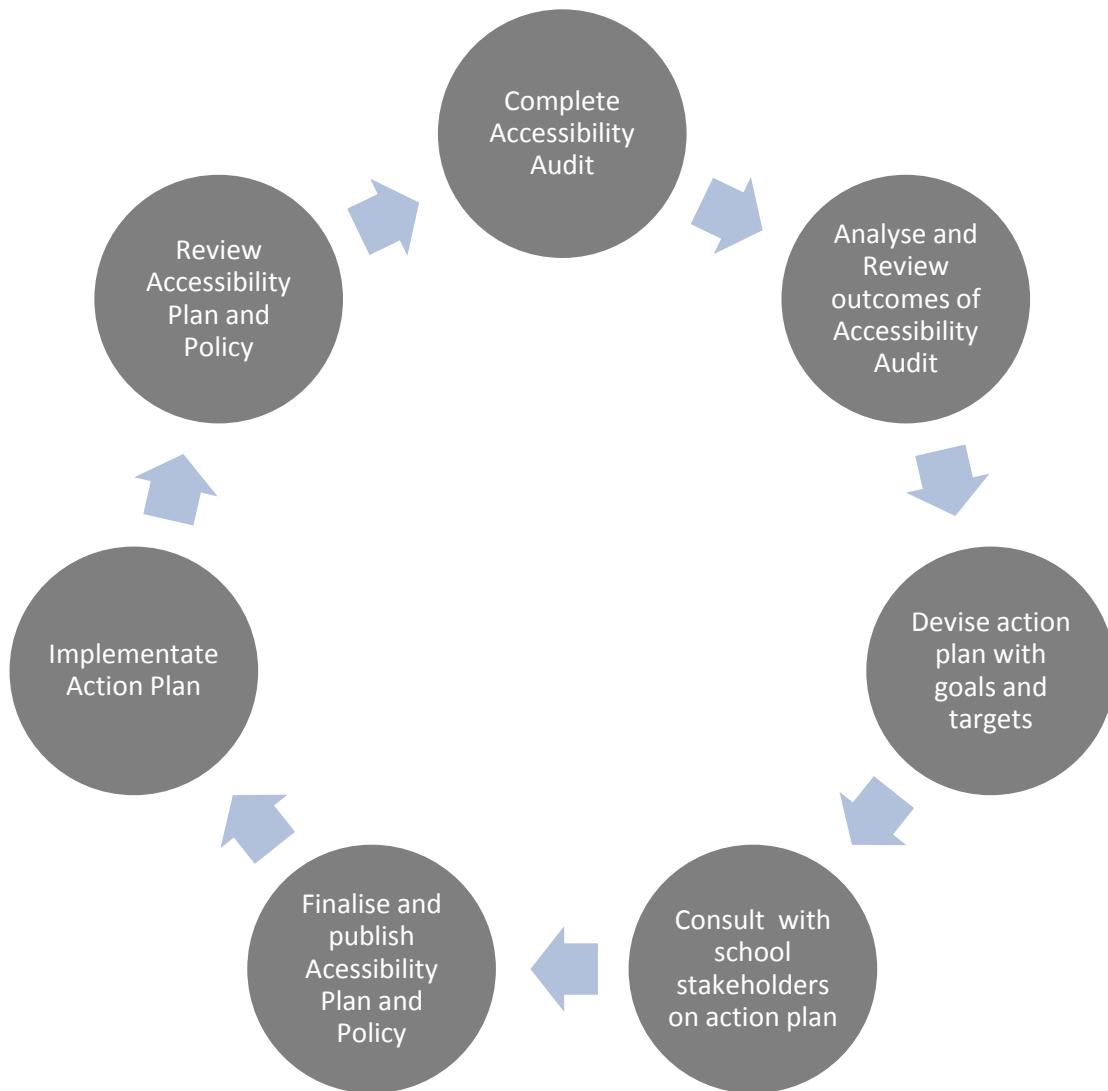 Complete
Accessibility
Audit
Analyse and
Review
outcomes of
Accessibility
Audit
Devise action
plan with
goals and
targets
Consult  with
school
stakeholders
on action plan
Finalise and
publish
Acessibility
Plan and
Policy
Implementate
Action Plan
Review
Accessibility
Plan and
Policy